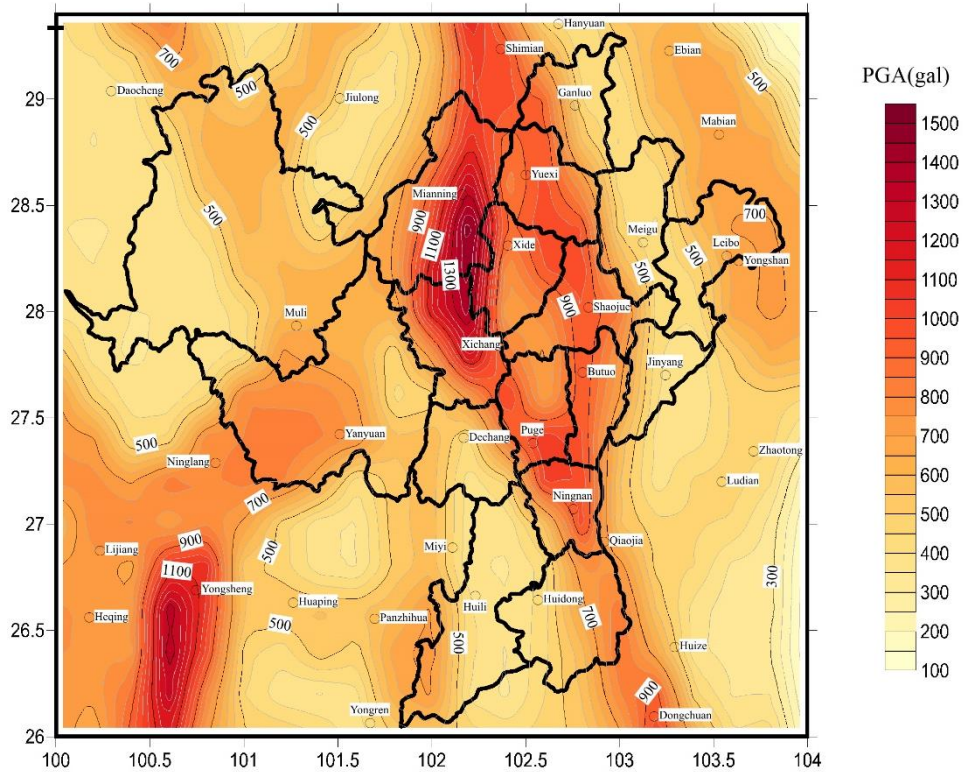 Hanyuan
700
Shimian
Ebian
PGA(gal)
500
500
29
Daocheng
Jiulong
Ganluo
1500
500
Mabian
1400
Yuexi
1300
28.5
Mianning
1200
500
900
700
1100
Xide
Meigu
Leibo
1100
1300
500
500
Yongshan
1000
28
Muli
900
Shaojue
900
Xichang
800
Butuo
Jinyang
27.5
700
500
Yanyuan
Dechang
Puge
600
Ninglang
Zhaotong
700
Ningnan
Ludian
500
27
900
Miyi
Qiaojia
400
Lijiang
500
1100
Yongsheng
300
300
Heqing
Huaping
Panzhihua
Huili
Huidong
200
26.5
500
500
700
Huize
100
900
Yongren
Dongchuan
26
100
100.5
101
101.5
102
102.5
103
103.5
104